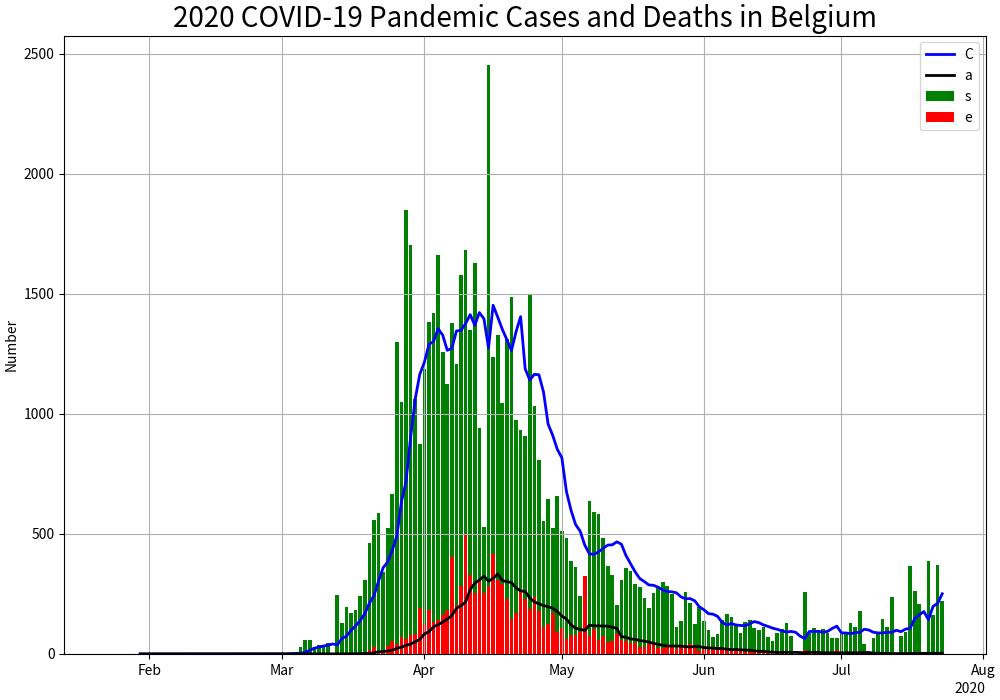 2020 COVID-19 Pandemic Cases and Deaths in Belgium
2500
2000
1500
1000
500
0
Number
C
a
s
e
Feb
Mar
Apr
May
Jun
Jul
Aug
2020